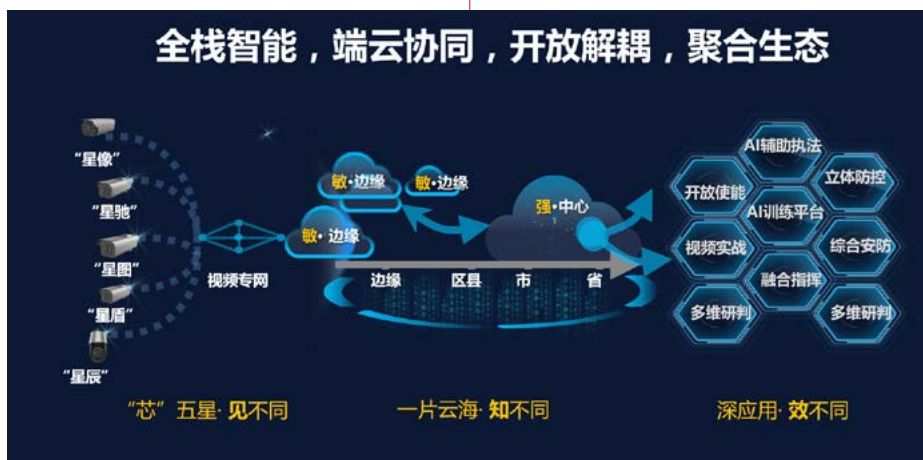 全栈智能，端云协同，开放解耦，聚合生态
“星像”
“星驰”
“星图”
“星盾”
“星辰”
视频专网
敏·边缘
敏·边缘
敏·边缘
强·中心
边缘 区县 市 省
AI辅助执法
开放使能
立体防控
AI训练平台
视频实战
综合安防
融合指挥
多维研判
多维研判
“芯”五星·见不同
一片云海·知不同
深应用·效不同